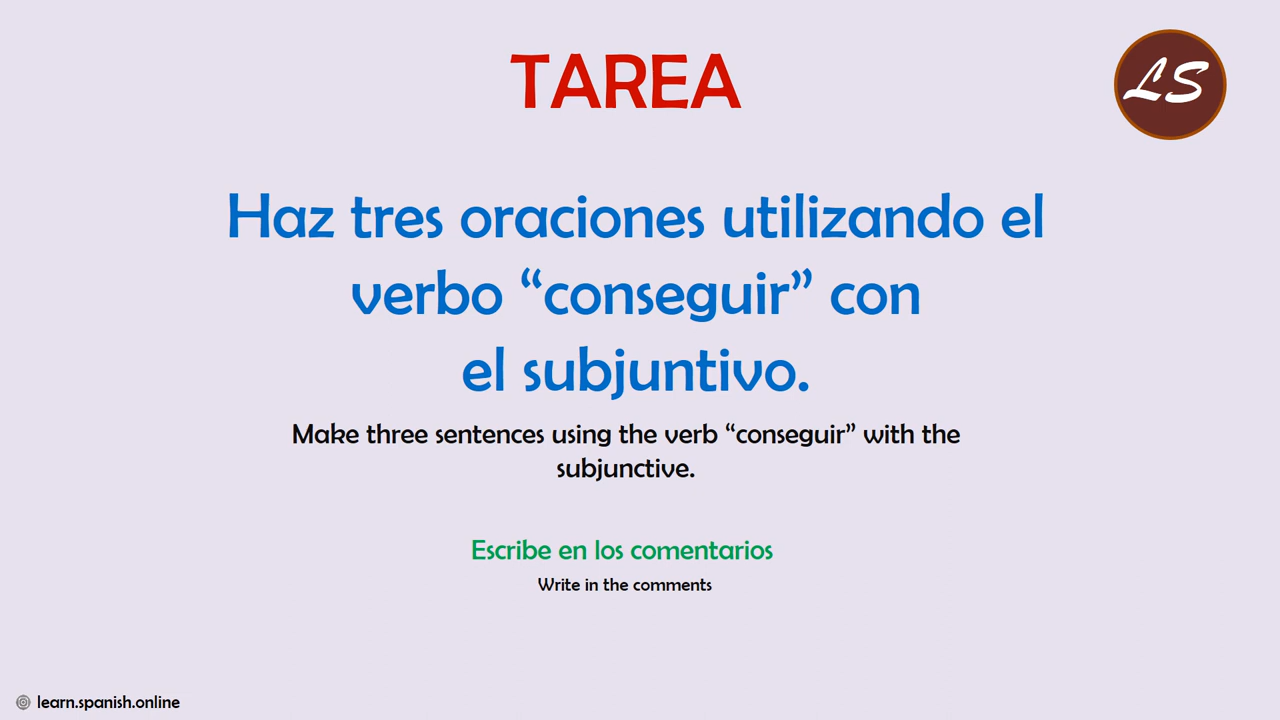 TAREA
LS
Haz tres oraciones utilizando el
verbo “conseguir” con
el subjuntivo.
Make three sentences using the verb “conseguir” with the
subjunctive.
Escribe en los comentarios
Write in the comments
learn.spanish.online